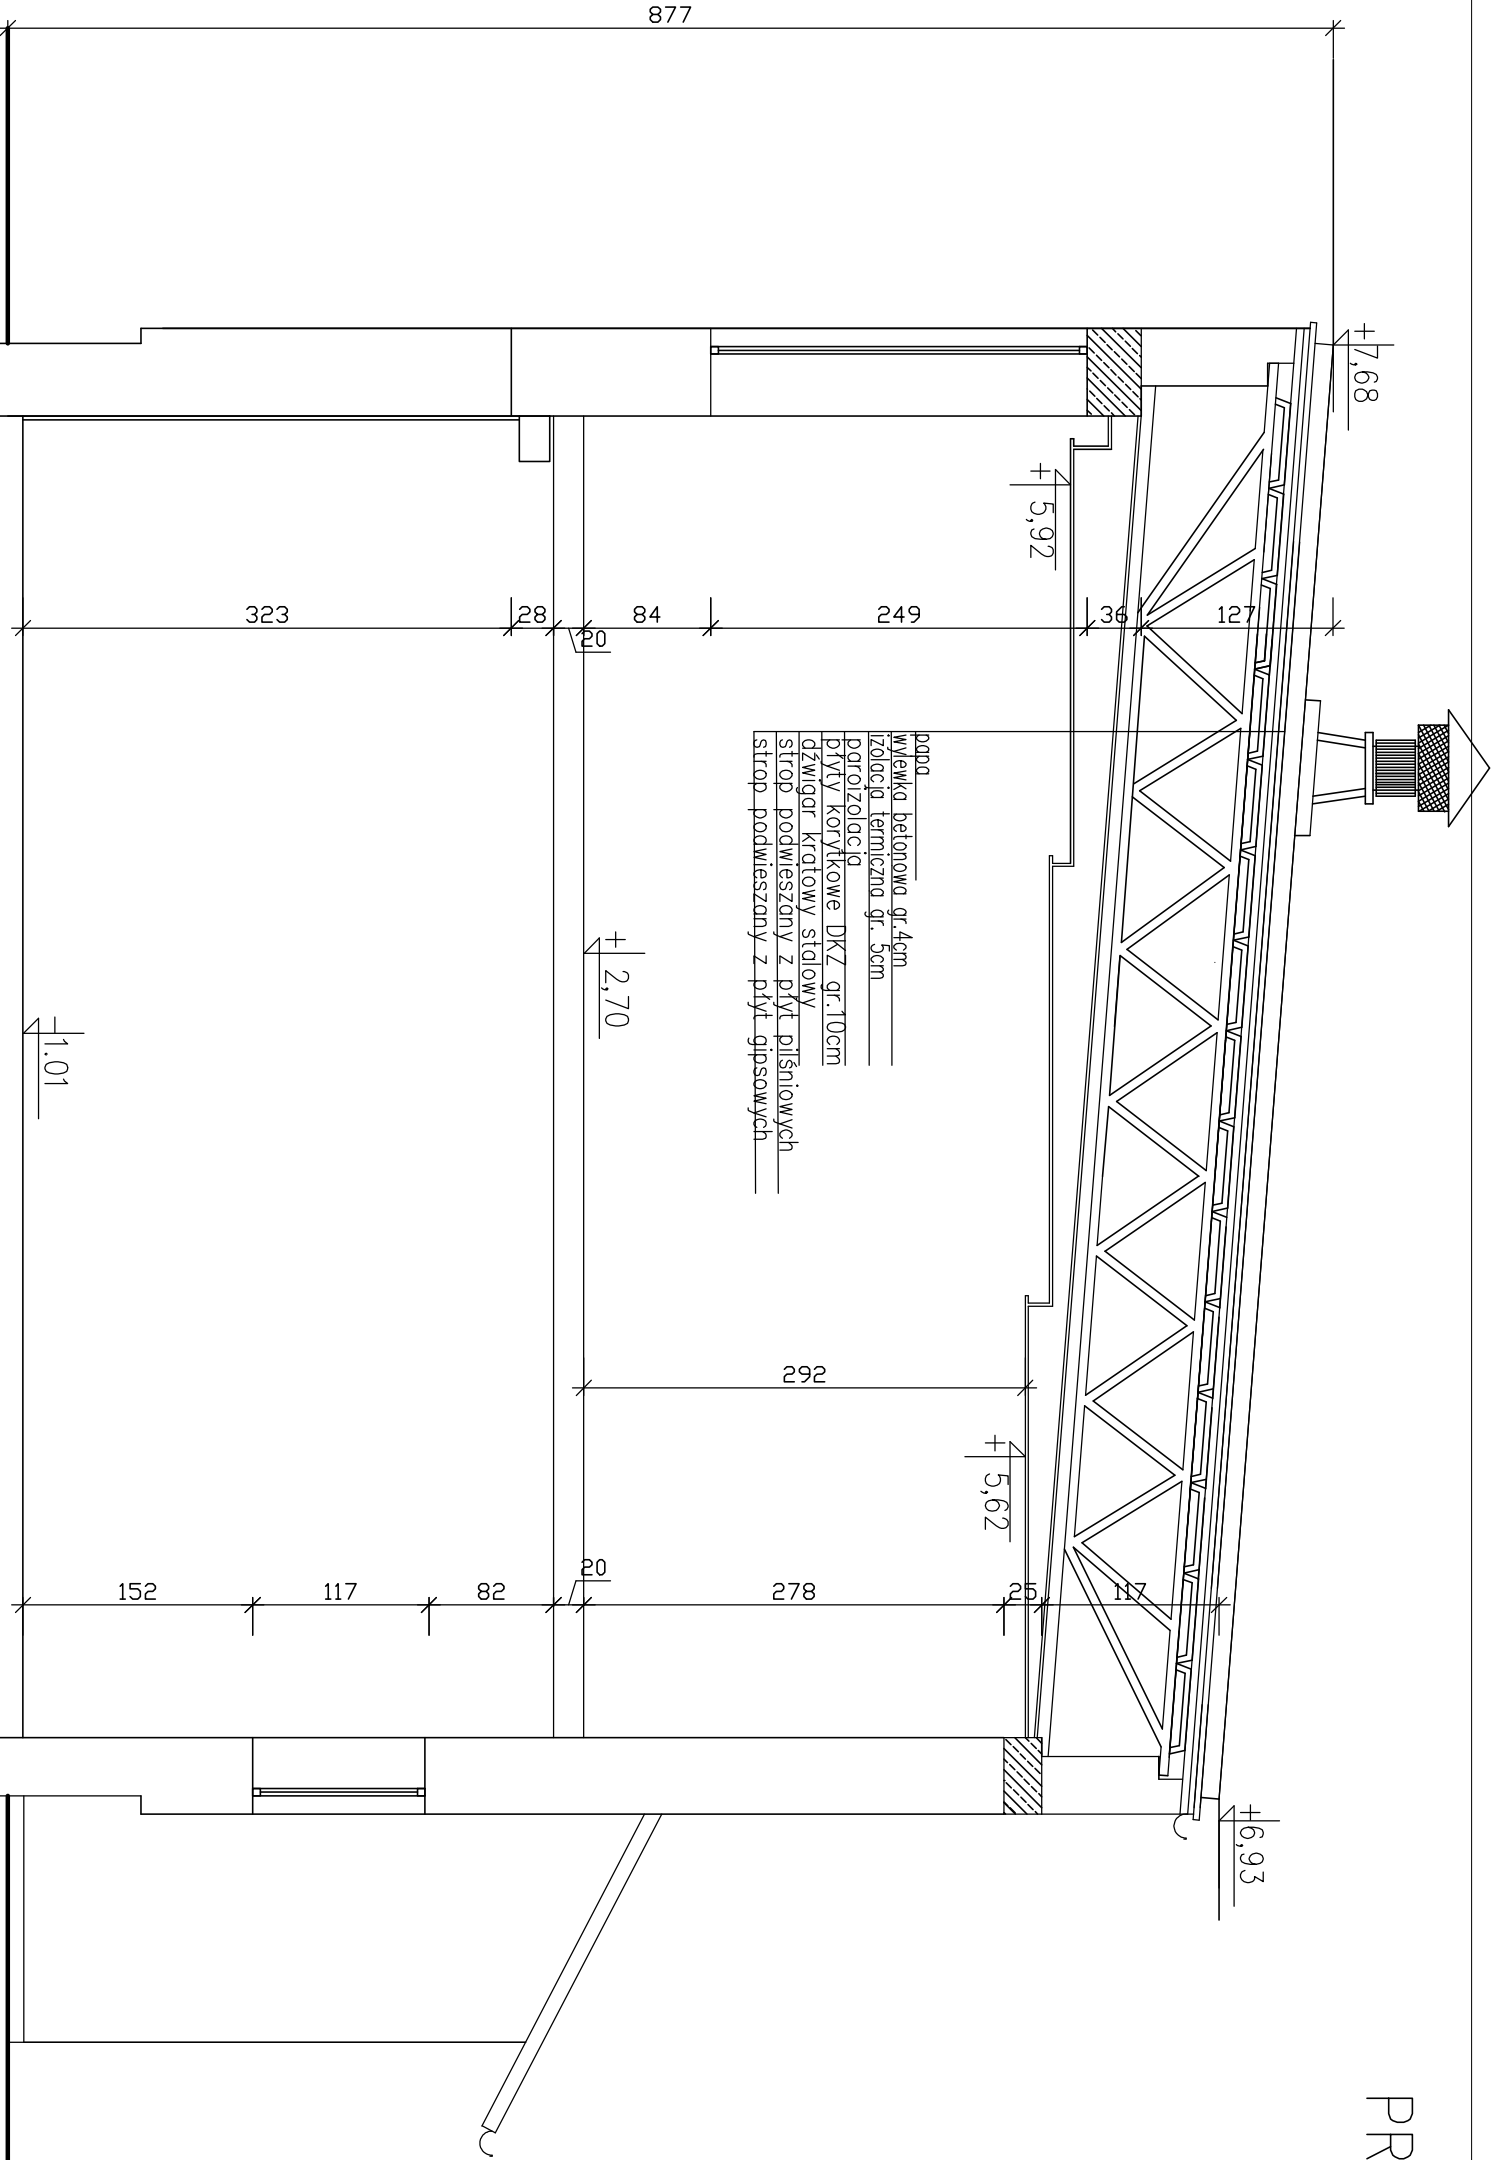 877
+7,68
+ 5,92
323
28
20
84
249
36
127
papa
wylewka betonowa gr.4cm
izolacja termiczna gr. 5cm
paroizolacja
płyty korytkowe DKZ gr.10cm
dźwigar kratowy stalowy
strop podwieszany z płyt pilśniowych
strop podwieszany z płyt gipsowych
+ 2,70
-1.01
292
+ 5,62
152
117
82
20
278
25
117
+6,93
PR